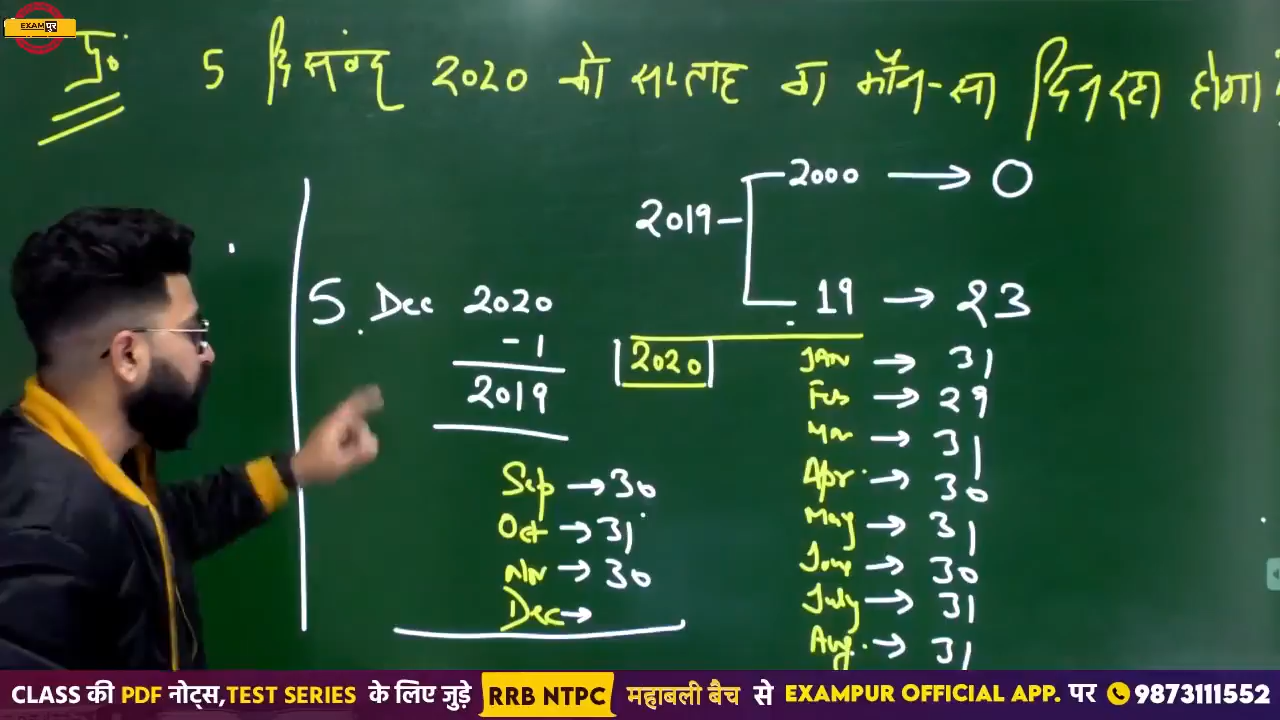 EXAM पुर
प्र० 5 दिसंबर 2020 को सप्ताह का कौन-सा दिन रहा होगा
2000 → 0
2019
19 → 23
5 Dec 2020
-1
2019
2020
JAN → 31
Feb → 29
Mar → 31
Apr → 30
May → 31
June → 30
July → 31
Aug → 31
Sep → 30
Oct → 31
Nov → 30
Dec →
CLASS की PDF नोट्स,TEST SERIES के लिए जुड़े RRB NTPC महाबली बैच से EXAMPUR OFFICIAL APP. पर 9873111552